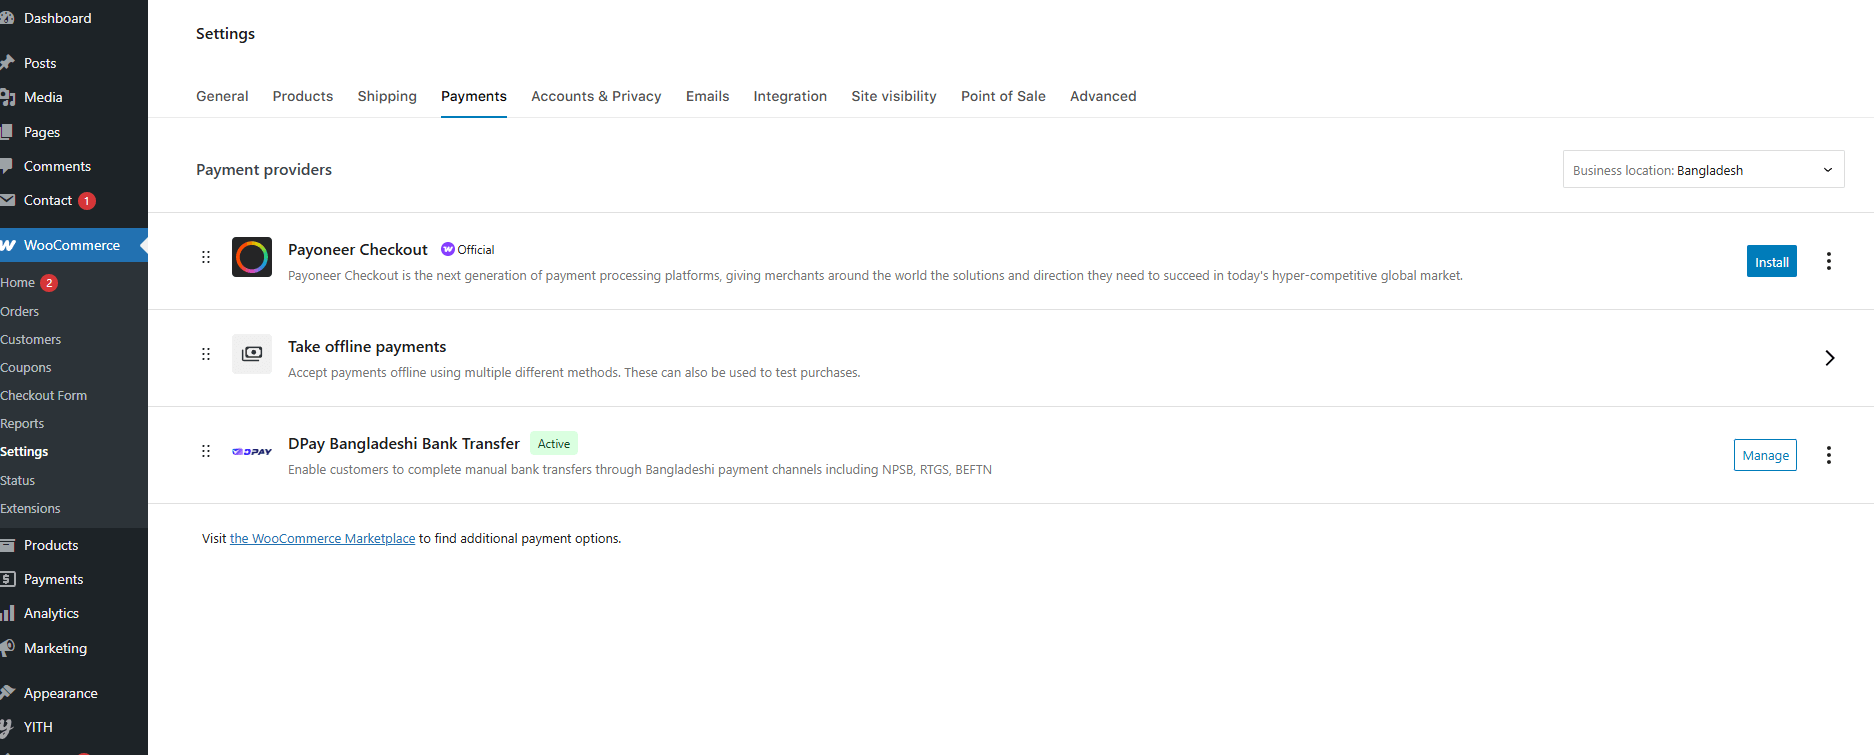 Dashboard
Posts
Media
Pages
Comments
Contact 1
WooCommerce
Home 2
Orders
Customers
Coupons
Checkout Form
Reports
Settings
Status
Extensions
Products
Payments
Analytics
Marketing
Appearance
YITH
Settings
General Products Shipping Payments Accounts & Privacy Emails Integration Site visibility Point of Sale Advanced
Payment providers
Business location: Bangladesh
Payoneer Checkout Official
Payoneer Checkout is the next generation of payment processing platforms, giving merchants around the world the solutions and direction they need to succeed in today's hyper-competitive global market.
Install
Take offline payments
Accept payments offline using multiple different methods. These can also be used to test purchases.
DPAY
DPay Bangladeshi Bank Transfer Active
Enable customers to complete manual bank transfers through Bangladeshi payment channels including NPSB, RTGS, BEFTN
Manage
Visit the WooCommerce Marketplace to find additional payment options.